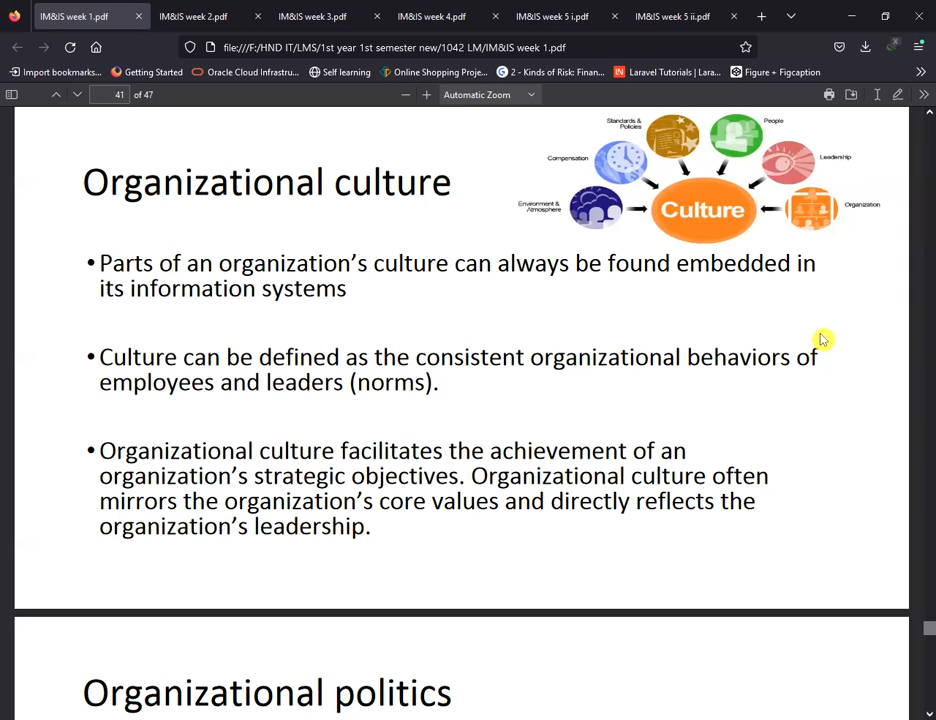 IM&IS week 1.pdf
IM&IS week 2.pdf
IM&IS week 3.pdf
IM&IS week 4.pdf
IM&IS week 5 i.pdf
IM&IS week 5 ii.pdf
file:///F:/HND IT/LMS/1st year 1st semester new/1042 LM/IM&IS week 1.pdf
Import bookmarks...
Getting Started
Oracle Cloud Infrastru...
Self learning
Online Shopping Proje...
2 - Kinds of Risk: Finan...
Laravel Tutorials | Lara...
Figure + Figcaption
41 of 47
Automatic Zoom
Standards &
Policies
People
Compensation
Leadership
Environment &
Atmosphere
Culture
Organization
Organizational culture
• Parts of an organization’s culture can always be found embedded in
its information systems
• Culture can be defined as the consistent organizational behaviors of
employees and leaders (norms).
• Organizational culture facilitates the achievement of an
organization’s strategic objectives. Organizational culture often
mirrors the organization’s core values and directly reflects the
organization’s leadership.
Organizational politics